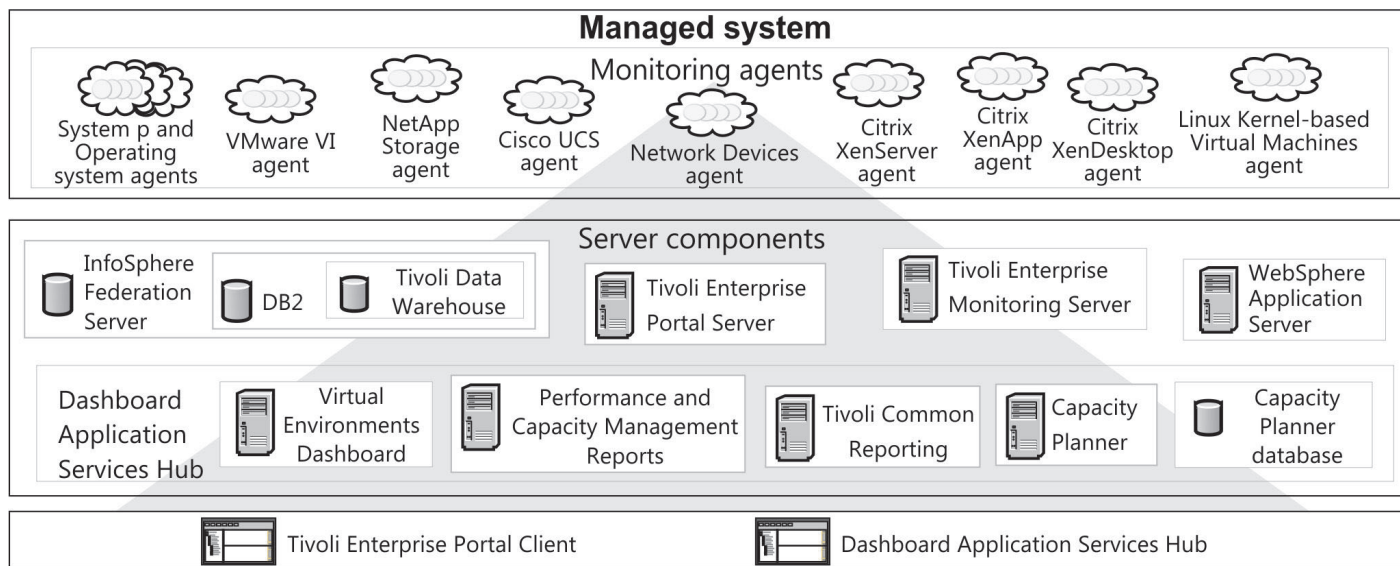 Managed system
Monitoring agents
System p and
Operating
system agents
VMware VI
agent
NetApp
Storage
agent
Cisco UCS
agent
Network Devices
agent
Citrix
XenServer
agent
Citrix
XenApp
agent
Citrix
XenDesktop
agent
Linux Kernel-based
Virtual Machines
agent
Server components
InfoSphere
Federation
Server
DB2
Tivoli Data
Warehouse
Tivoli Enterprise
Portal Server
Tivoli Enterprise
Monitoring Server
WebSphere
Application
Server
Dashboard
Application
Services Hub
Virtual
Environments
Dashboard
Performance and
Capacity Management
Reports
Tivoli Common
Reporting
Capacity
Planner
Capacity
Planner
database
Tivoli Enterprise Portal Client
Dashboard Application Services Hub